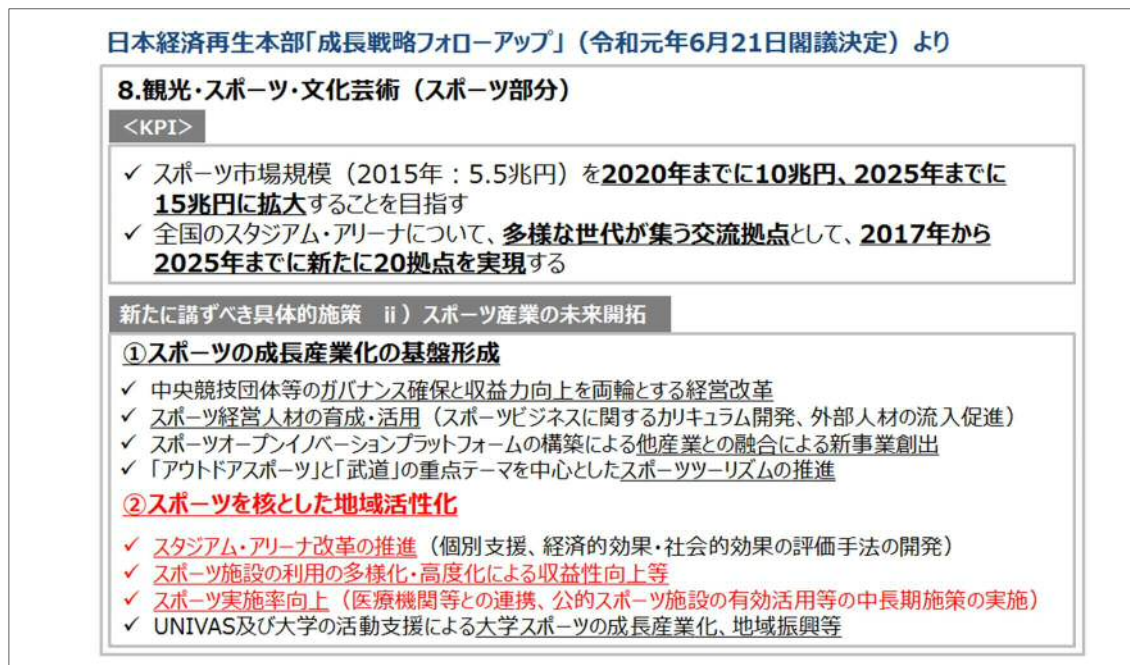 日本経済再生本部「成長戦略フォローアップ」（令和元年6月21日閣議決定）より
8.観光・スポーツ・文化芸術（スポーツ部分）
＜KPI＞
✓ スポーツ市場規模（2015年：5.5兆円）を2020年までに10兆円、2025年までに
15兆円に拡大することを目指す
✓ 全国のスタジアム・アリーナについて、多様な世代が集う交流拠点として、2017年から
2025年までに新たに20拠点を実現する
新たに講ずべき具体的施策　ⅱ）スポーツ産業の未来開拓
①スポーツの成長産業化の基盤形成
✓ 中央競技団体等のガバナンス確保と収益力向上を両輪とする経営改革
✓ スポーツ経営人材の育成・活用（スポーツビジネスに関するカリキュラム開発、外部人材の流入促進）
✓ スポーツオープンイノベーションプラットフォームの構築による他産業との融合による新事業創出
✓ 「アウトドアスポーツ」と「武道」の重点テーマを中心としたスポーツツーリズムの推進
②スポーツを核とした地域活性化
✓ スタジアム・アリーナ改革の推進（個別支援、経済的効果・社会的効果の評価手法の開発）
✓ スポーツ施設の利用の多様化・高度化による収益性向上等
✓ スポーツ実施率向上（医療機関等との連携、公的スポーツ施設の有効活用等の中長期施策の実施）
✓ UNIVAS及び大学の活動支援による大学スポーツの成長産業化、地域振興等